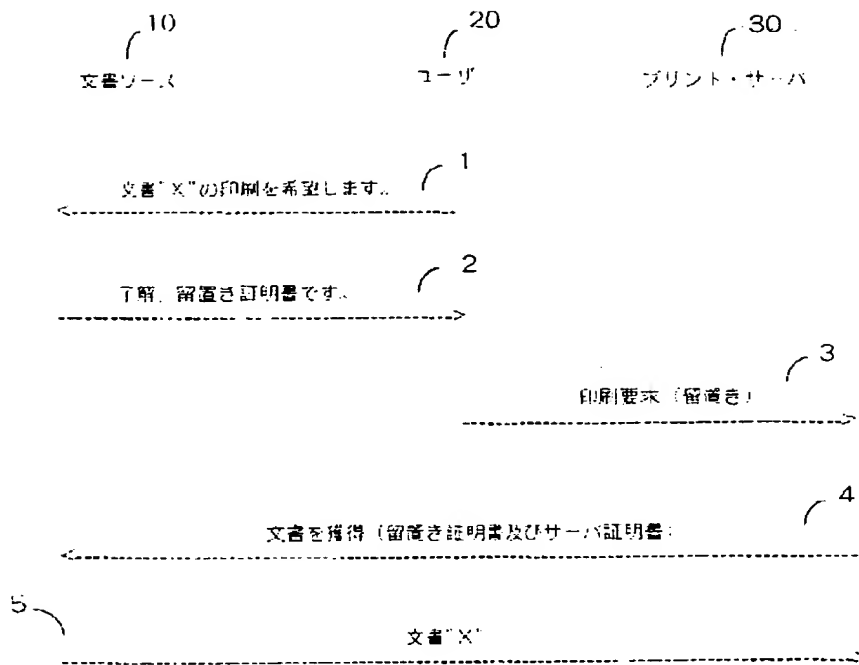 10
20
30
文書ソース
ユーザ
プリント・サーバ
1
文書"X"の印刷を希望します。
2
了解、留置き証明書です。
3
印刷要求（留置き）
4
文書を獲得（留置き証明書及びサーバ証明書）
5
文書"X"